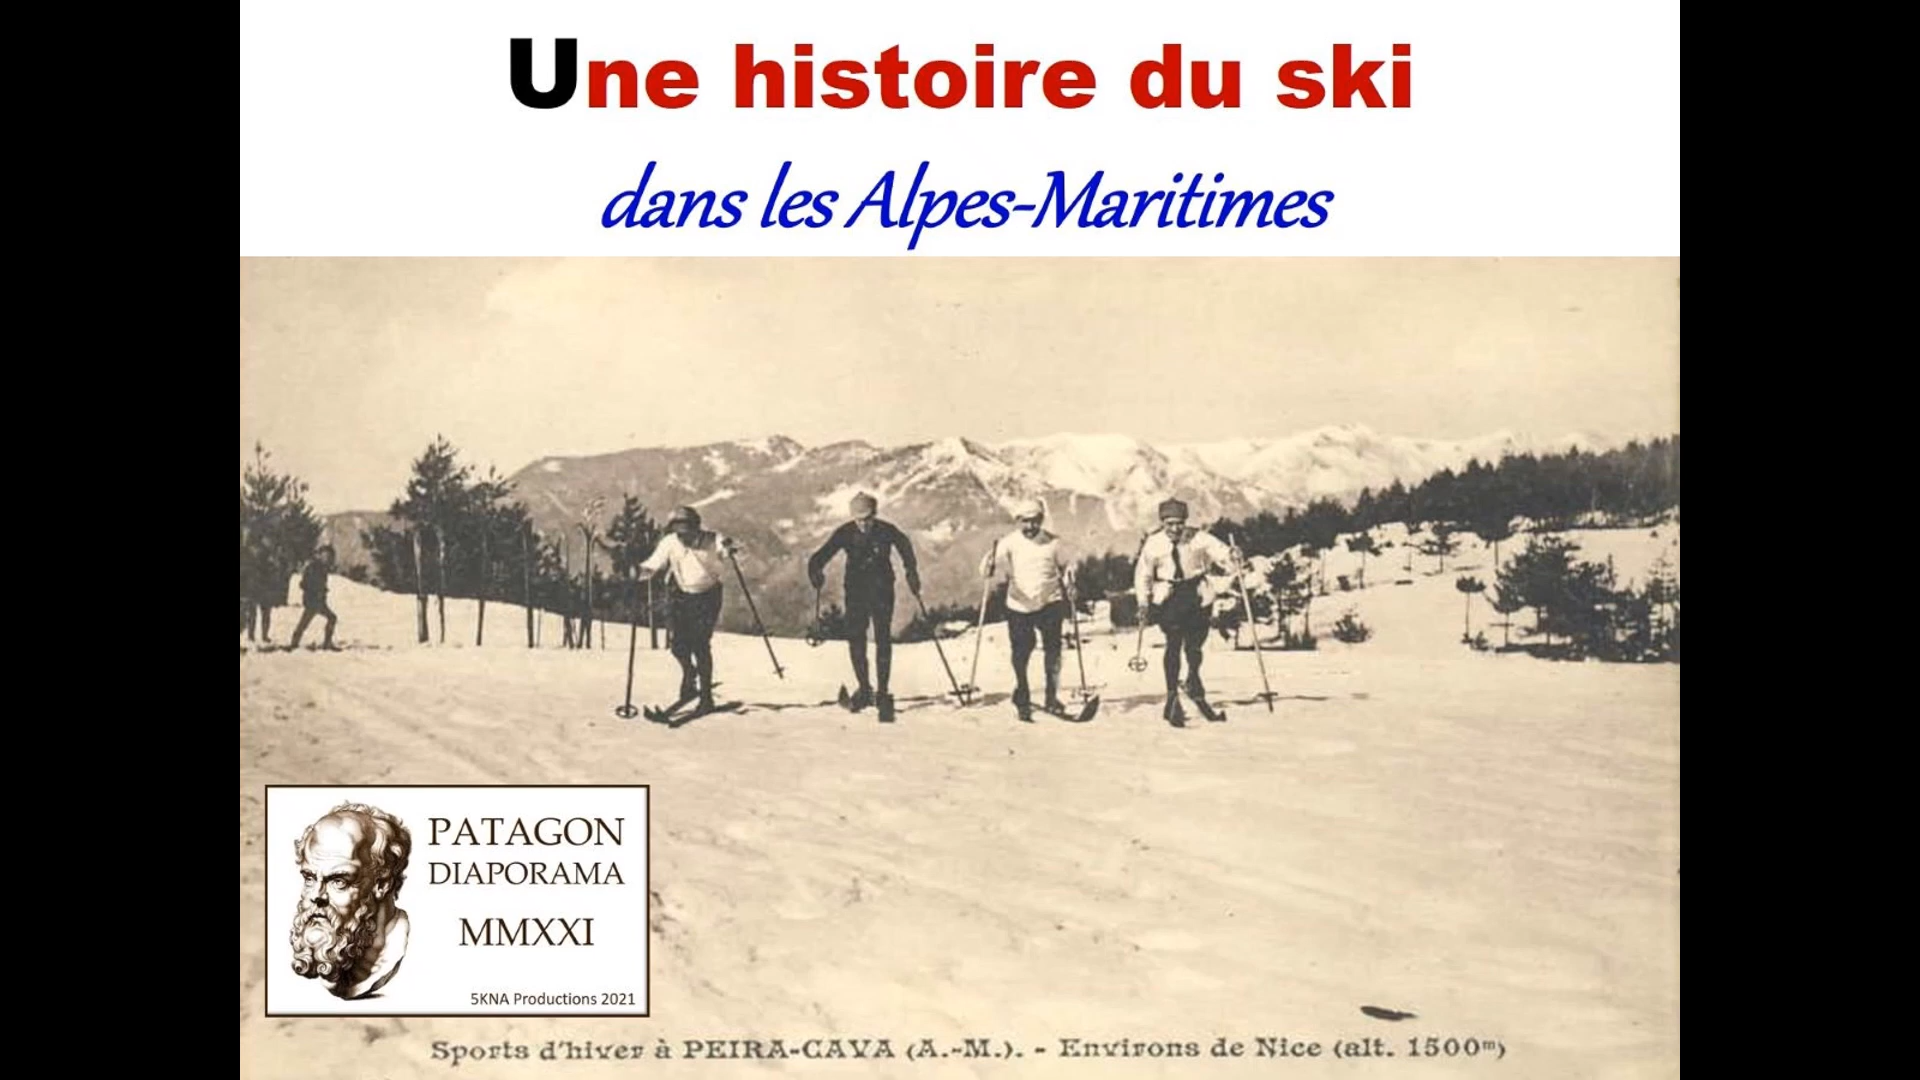 Une histoire du ski
dans les Alpes-Maritimes
PATAGON
DIAPORAMA
MMXXI
5KNA Productions 2021
Sports d'hiver à PEIRA-CAVA (A.-M.). - Environs de Nice (alt. 1500m)